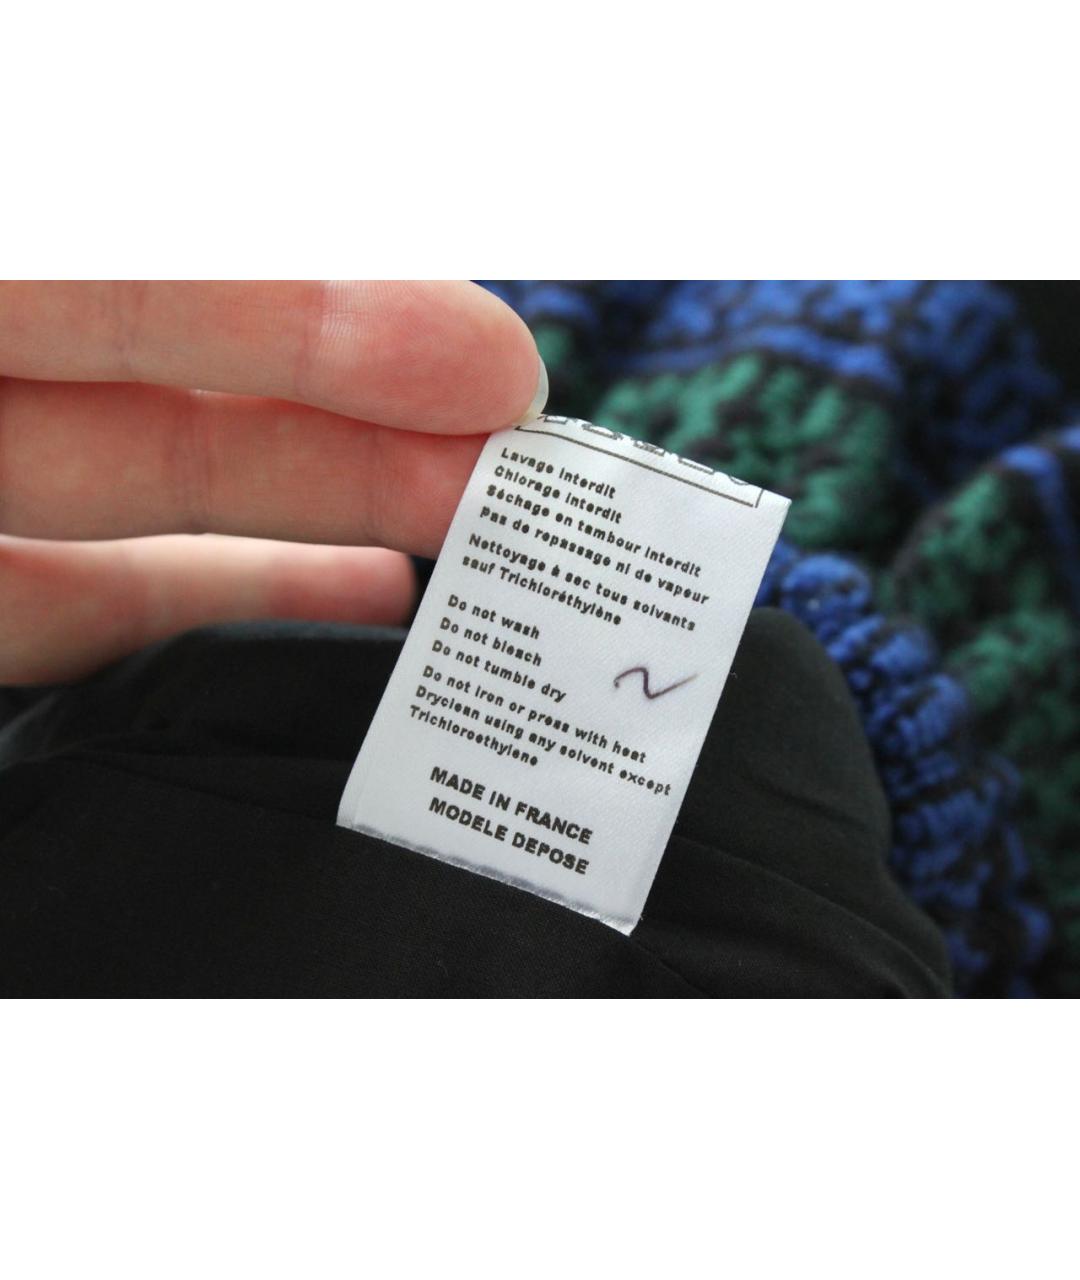 Lavage interdit
Chlorage interdit
Séchage en tambour interdit
pas de repassage ni de vapeur
Nettoyage à sec tous solvants
sauf Trichloréthylène
Do not wash
Do not bleach
Do not tumble dry
Do not iron or press with heat
Dryclean using any solvent except
Trichloroethylene
MADE IN FRANCE
MODELE DEPOSE